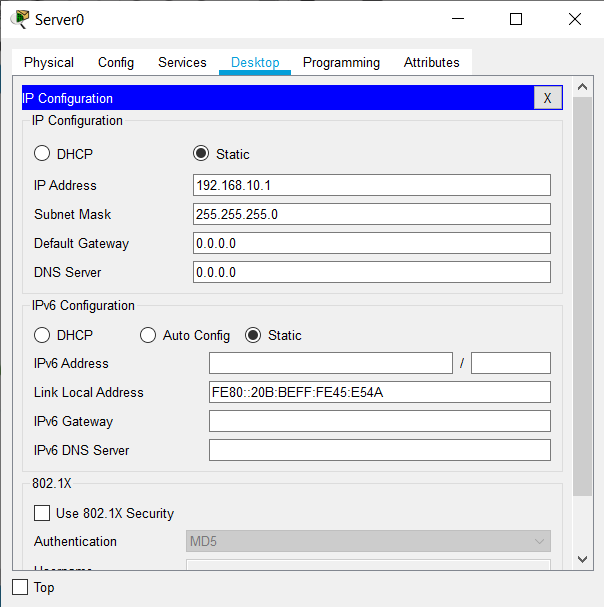 Server0
Physical Config Services Desktop Programming Attributes
IP Configuration X
IP Configuration
DHCP Static
IP Address 192.168.10.1
Subnet Mask 255.255.255.0
Default Gateway 0.0.0.0
DNS Server 0.0.0.0
IPv6 Configuration
DHCP Auto Config Static
IPv6 Address /
Link Local Address FE80::20B:BEFF:FE45:E54A
IPv6 Gateway
IPv6 DNS Server
802.1X
Use 802.1X Security
Authentication MD5
Username
Top